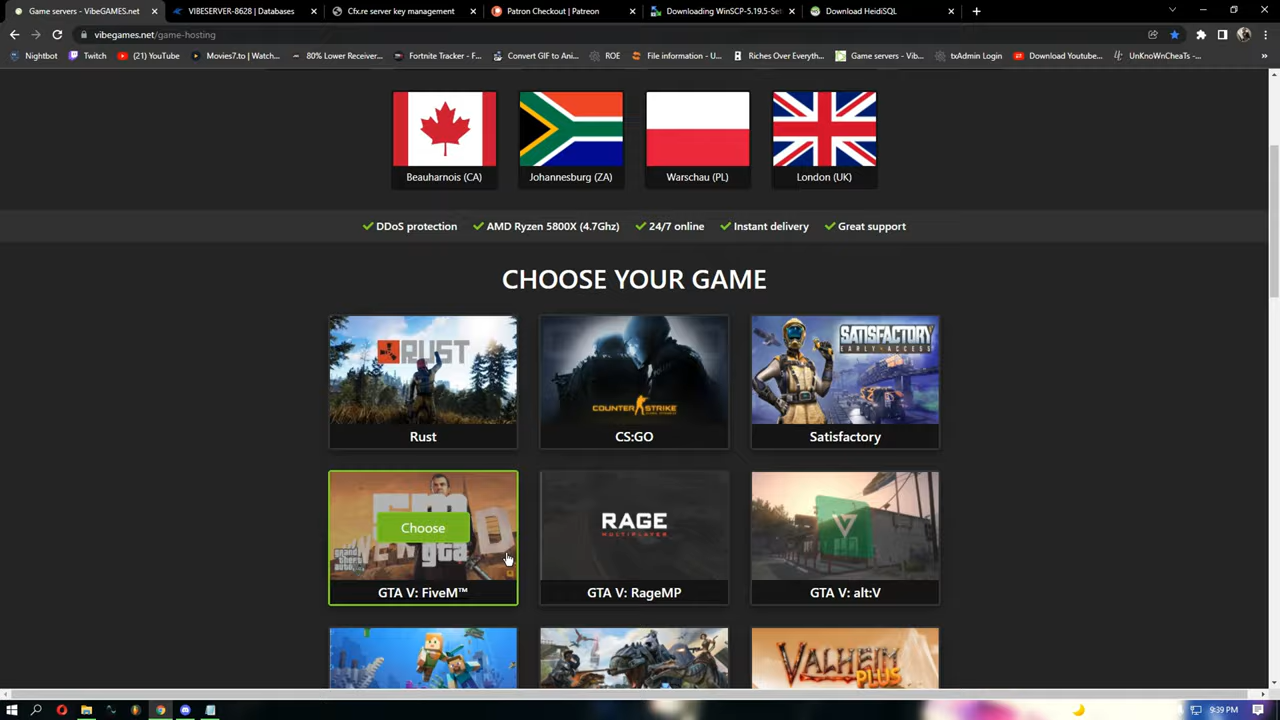 Game servers - VibeGAMES.net
VIBESERVER-8628 | Databases
Cfx.re server key management
Patron Checkout | Patreon
Downloading WinSCP-5.19.5-Set
Download HeidiSQL
vibegames.net/game-hosting
Nightbot
Twitch
(21) YouTube
Movies7.to | Watch...
80% Lower Receiver...
Fortnite Tracker - F...
Convert GIF to Ani...
ROE
File information - U...
Riches Over Everyth...
Game servers - Vib...
txAdmin Login
Download Youtube...
UnKnoWnCheaTs -...
Beauharnois (CA)
Johannesburg (ZA)
Warschau (PL)
London (UK)
DDoS protection
AMD Ryzen 5800X (4.7Ghz)
24/7 online
Instant delivery
Great support
CHOOSE YOUR GAME
RUST
COUNTER STRIKE
SATISFACTORY
EARLY ACCESS
Rust
CS:GO
Satisfactory
Choose
gta
RAGE
MULTIPLAYER
GTA V: FiveM™
GTA V: RageMP
GTA V: alt:V
VALHEIM
PLUS
9:39 PM